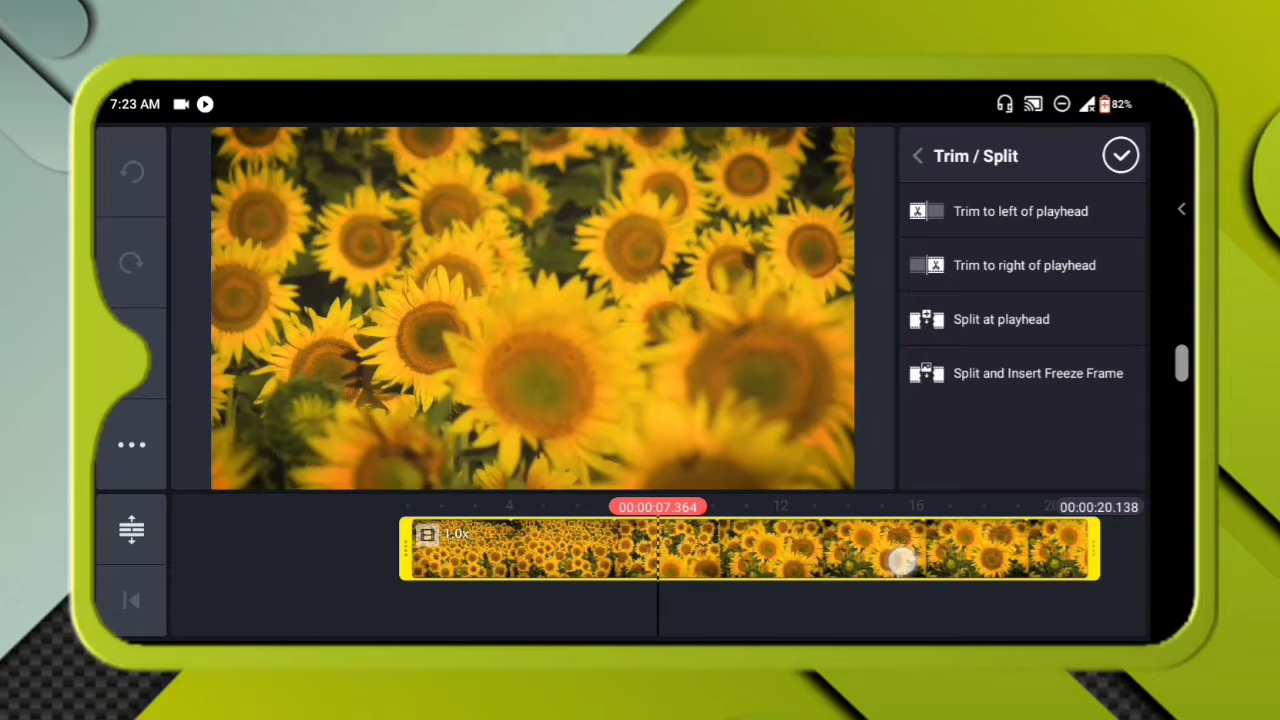 7:23 AM
82%
Trim / Split
Trim to left of playhead
Trim to right of playhead
Split at playhead
Split and Insert Freeze Frame
4
00:00:07.364
12
16
00:00:20.138
1.0x